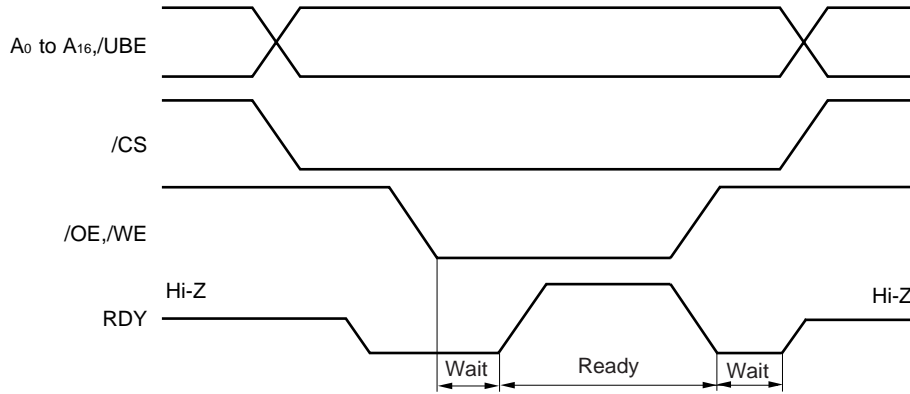 A0 to A16,/UBE
/CS
/OE,/WE
Hi-Z
Hi-Z
RDY
Wait
Ready
Wait